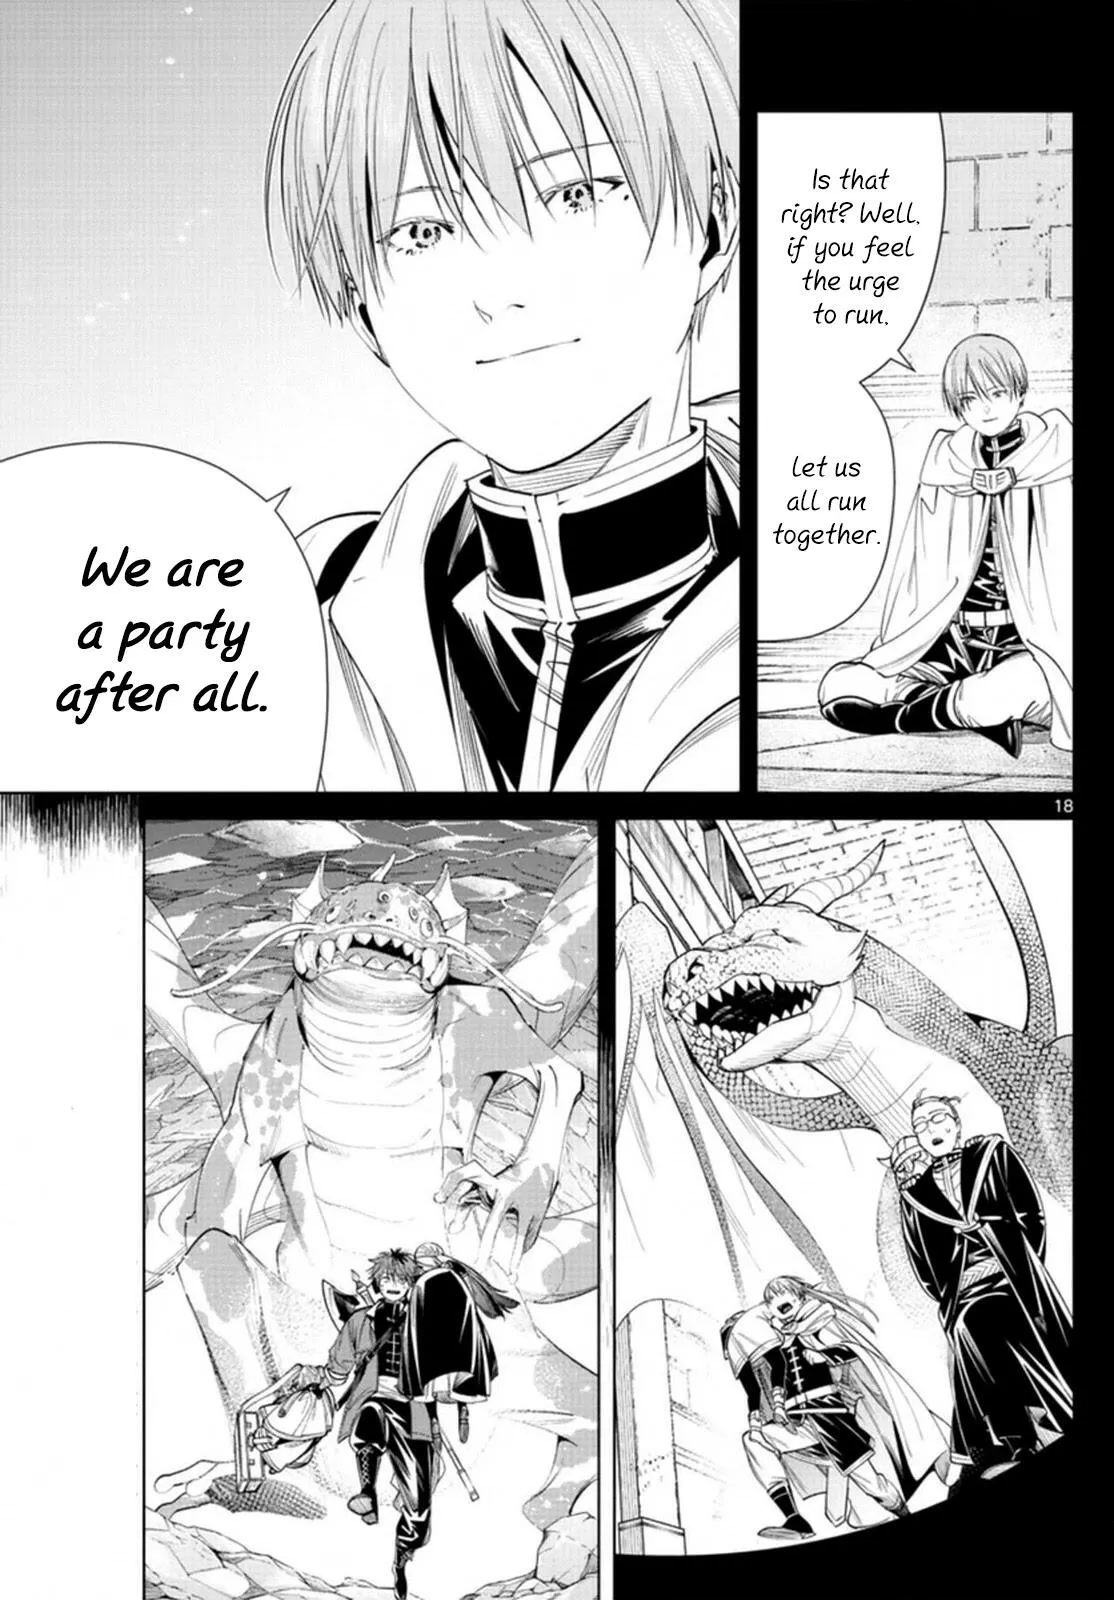 Is that
right? Well,
if you feel
the urge
to run,
let us
all run
together.
We are
a party
after all.
18